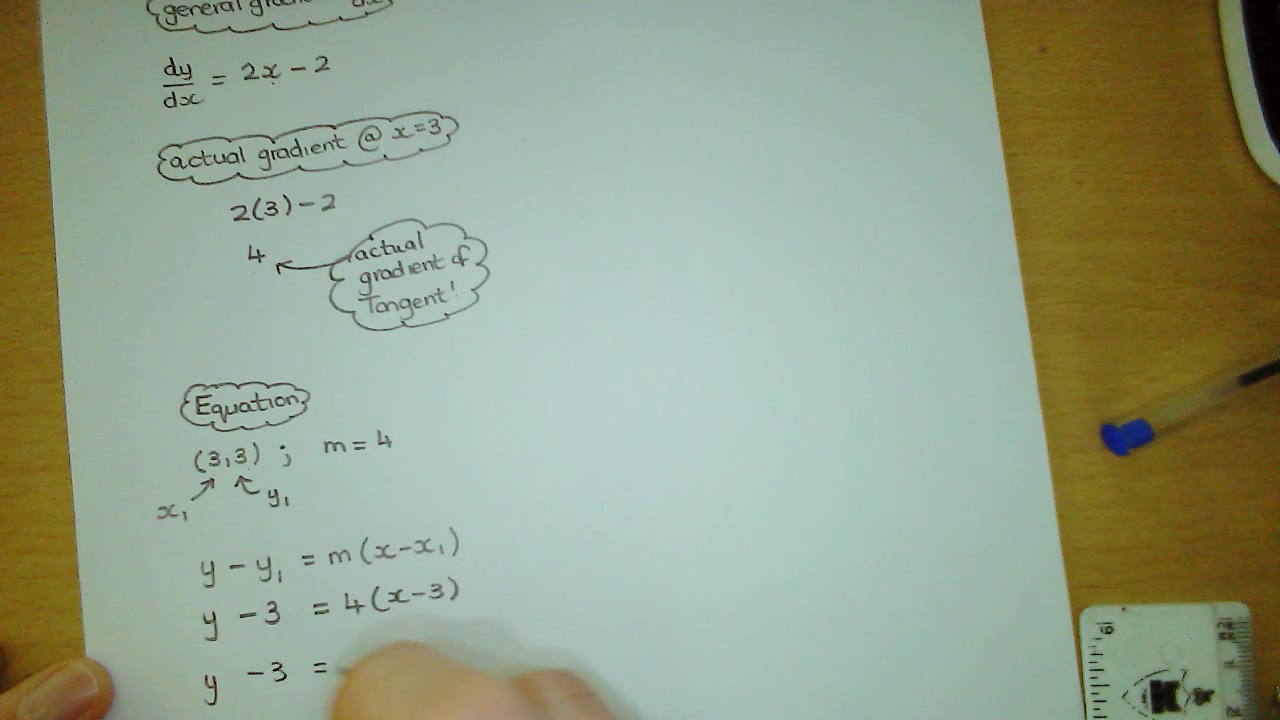 general
dy/dx = 2x - 2
actual gradient @ x=3
2(3) - 2
4
actual
gradient of
Tangent!
Equation
(3,3) ; m = 4
x₁ y₁
y - y₁ = m(x-x₁)
y - 3 = 4(x-3)
y - 3 =